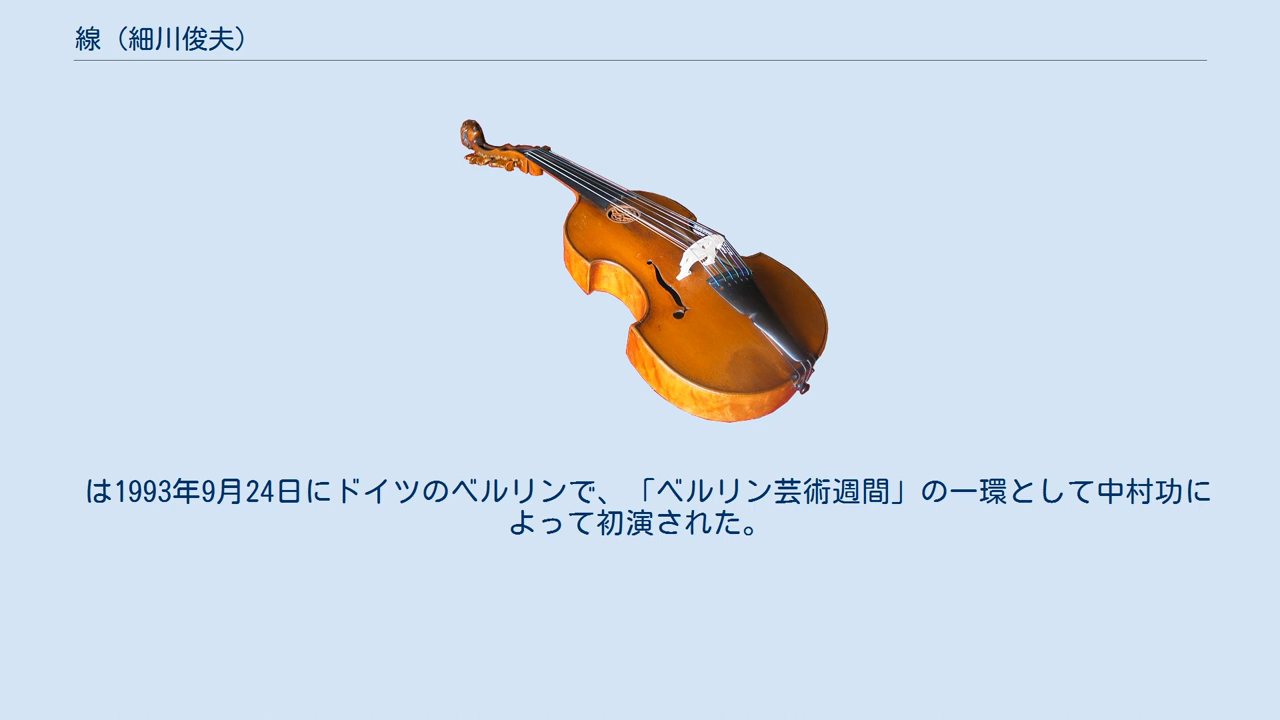 線（細川俊夫）
は1993年9月24日にドイツのベルリンで、「ベルリン芸術週間」の一環として中村功に
よって初演された。